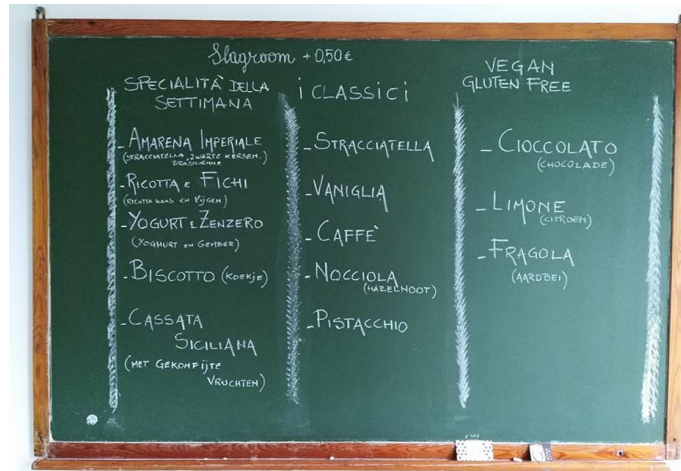 Slagroom + 0,50 €
SPECIALITÀ DELLA
SETTIMANA
- AMARENA IMPERIALE
(STRACCIATELLA, ZWARTE KERSEN,
BRASILIENNE)
- RICOTTA E FICHI
(RICOTTA KAAS EN VIJGEN)
- YOGURT E ZENZERO
(YOGHURT EN GEMBER)
- BISCOTTO (KOEKJE)
- CASSATA
SICILIANA
(MET GEKONFIJTE
VRUCHTEN)
i CLASSICI
- STRACCIATELLA
- VANIGLIA
- CAFFÈ
- NOCCIOLA
(HAZELNOOT)
- PISTACCHIO
VEGAN
GLUTEN FREE
- CIOCCOLATO
(CHOCOLADE)
- LIMONE
(CITROEN)
- FRAGOLA
(AARDBEI)